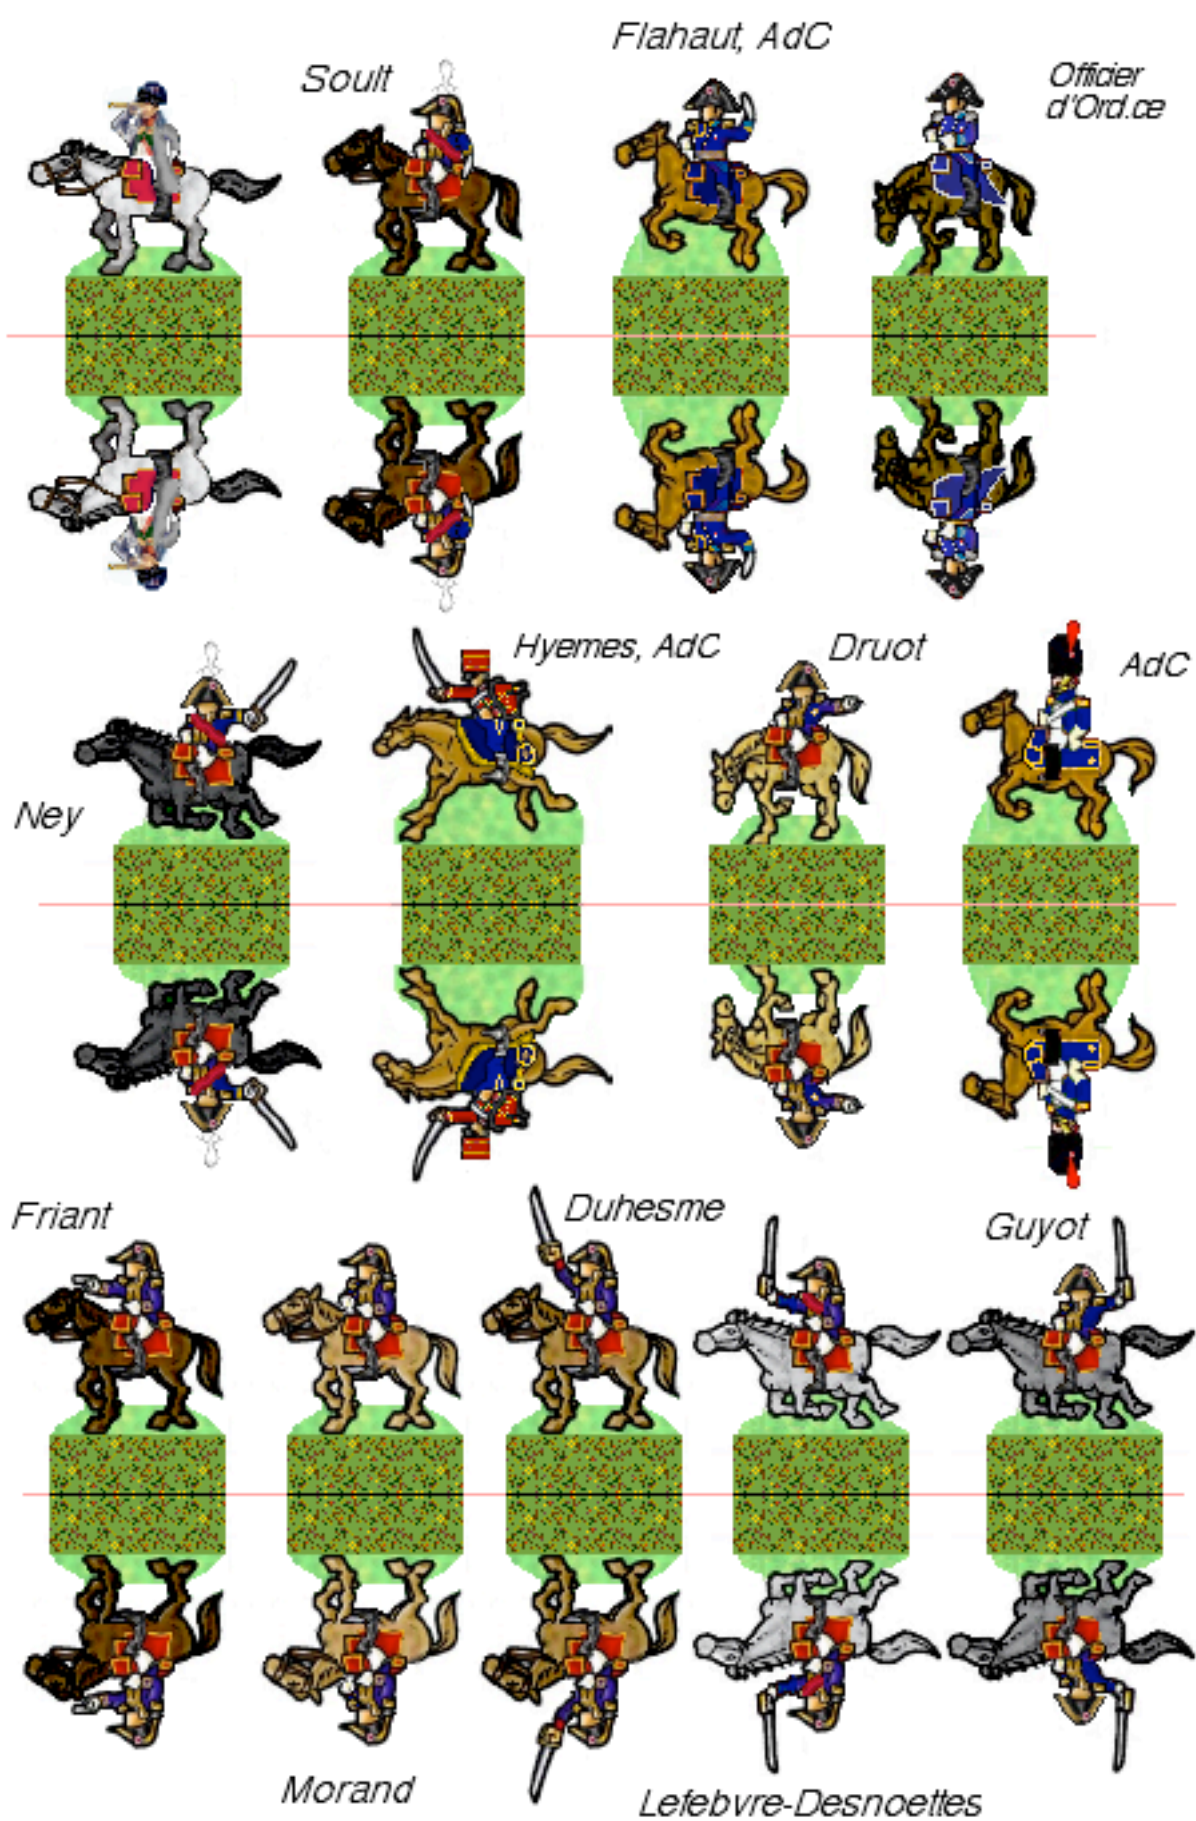 Flahaut, AdC
Soult
Officier
d'Ord.ce
Hyemes, AdC
Druot
AdC
Ney
Friant
Duhesme
Guyot
Morand
Lefebvre-Desnoettes